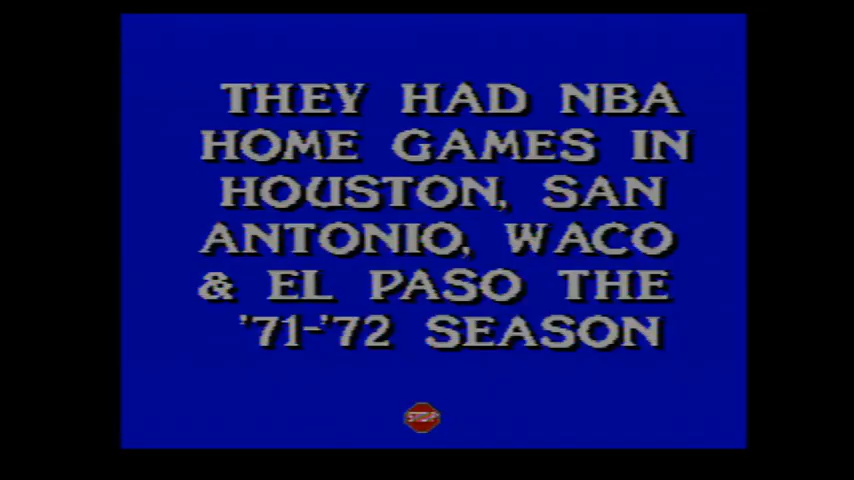 THEY HAD NBA
HOME GAMES IN
HOUSTON, SAN
ANTONIO, WACO
& EL PASO THE
'71-'72 SEASON
STOP